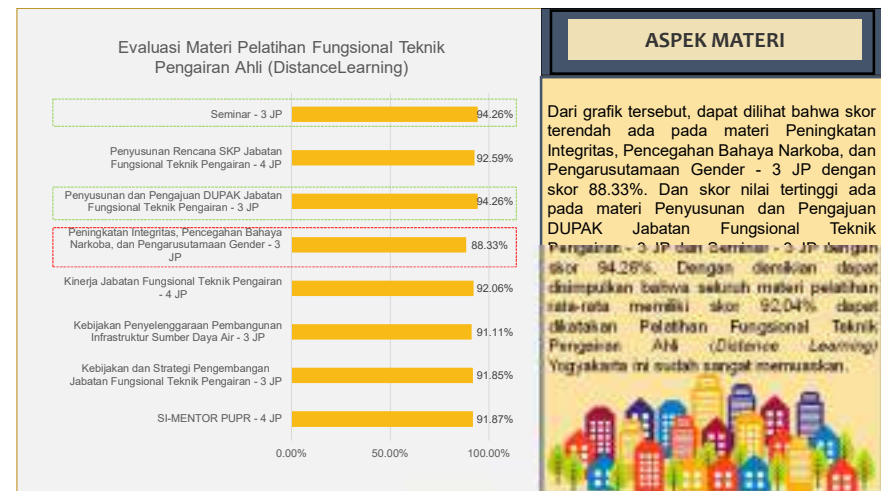 Evaluasi Materi Pelatihan Fungsional Teknik
Pengairan Ahli (DistanceLearning)
Seminar - 3 JP
94.26%
Penyusunan Rencana SKP Jabatan
Fungsional Teknik Pengairan - 4 JP
92.59%
Penyusunan dan Pengajuan DUPAK Jabatan
Fungsional Teknik Pengairan - 3 JP
94.26%
Peningkatan Integritas, Pencegahan Bahaya
Narkoba, dan Pengarusutamaan Gender - 3
JP
88.33%
Kinerja Jabatan Fungsional Teknik Pengairan
- 4 JP
92.06%
Kebijakan Penyelenggaraan Pembangunan
Infrastruktur Sumber Daya Air - 3 JP
91.11%
Kebijakan dan Strategi Pengembangan
Jabatan Fungsional Teknik Pengairan - 3 JP
91.85%
SI-MENTOR PUPR - 4 JP
91.87%
0.00%
50.00%
100.00%
ASPEK MATERI
Dari grafik tersebut, dapat dilihat bahwa skor
terendah ada pada materi Peningkatan
Integritas, Pencegahan Bahaya Narkoba, dan
Pengarusutamaan Gender - 3 JP dengan
skor 88.33%. Dan skor nilai tertinggi ada
pada materi Penyusunan dan Pengajuan
DUPAK Jabatan Fungsional Teknik
Pengairan - 3 JP dan Seminar - 3 JP dengan
skor 94.26%. Dengan demikian dapat
disimpulkan bahwa seluruh materi pelatihan
rata-rata memiliki skor 92,04% dapat
dikatakan Pelatihan Fungsional Teknik
Pengairan Ahli (Distance Learning)
Yogyakarta ini sudah sangat memuaskan.